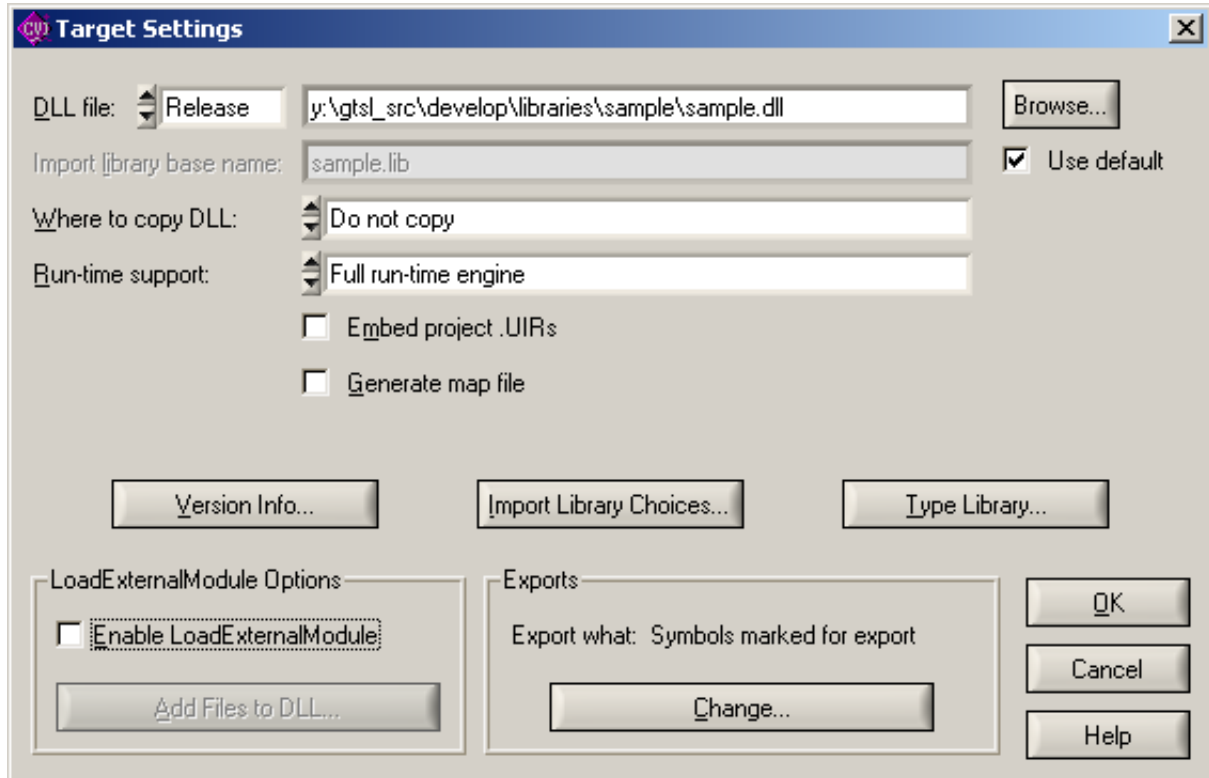 CVI Target Settings
DLL file: Release y:\gtsl_src\develop\libraries\sample\sample.dll Browse...
Import library base name: sample.lib Use default
Where to copy DLL: Do not copy
Run-time support: Full run-time engine
Embed project .UIRs
Generate map file
Version Info... Import Library Choices... Type Library...
LoadExternalModule Options
Enable LoadExternalModule
Add Files to DLL...
Exports
Export what: Symbols marked for export
Change...
OK
Cancel
Help